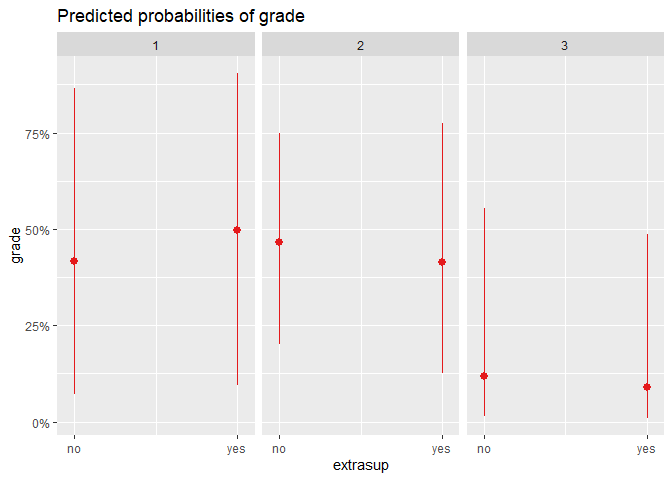 Predicted probabilities of grade
1 2 3
75%
50%
25%
0%
grade
no yes no yes no yes
extrasup